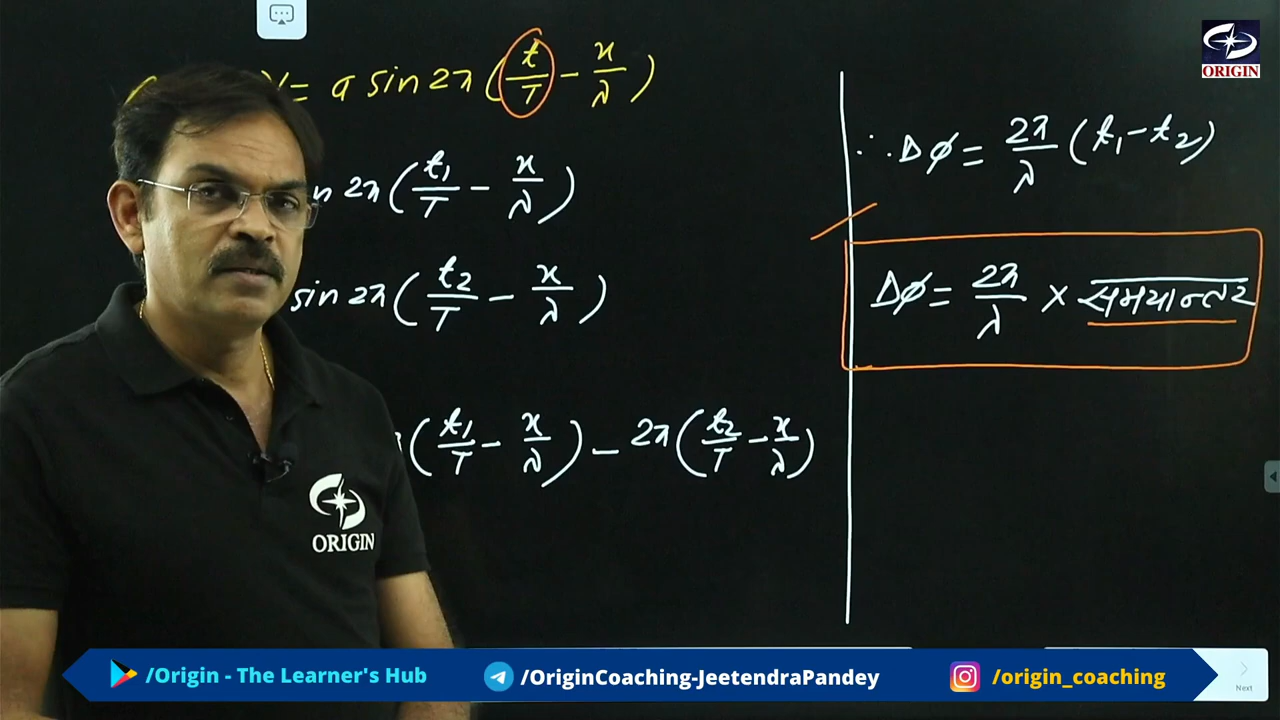 y = a sin 2π (t/T − x/λ)
n 2π (t₁/T − x/λ)
sin 2π (t₂/T − x/λ)
(t₁/T − x/λ) − 2π (t₂/T − x/λ)
∴ Δφ = 2π/λ (t₁ − t₂)
Δφ = 2π/λ × समयान्तर
ORIGIN
ORIGIN
/Origin - The Learner's Hub
/OriginCoaching-JeetendraPandey
/origin_coaching
Next